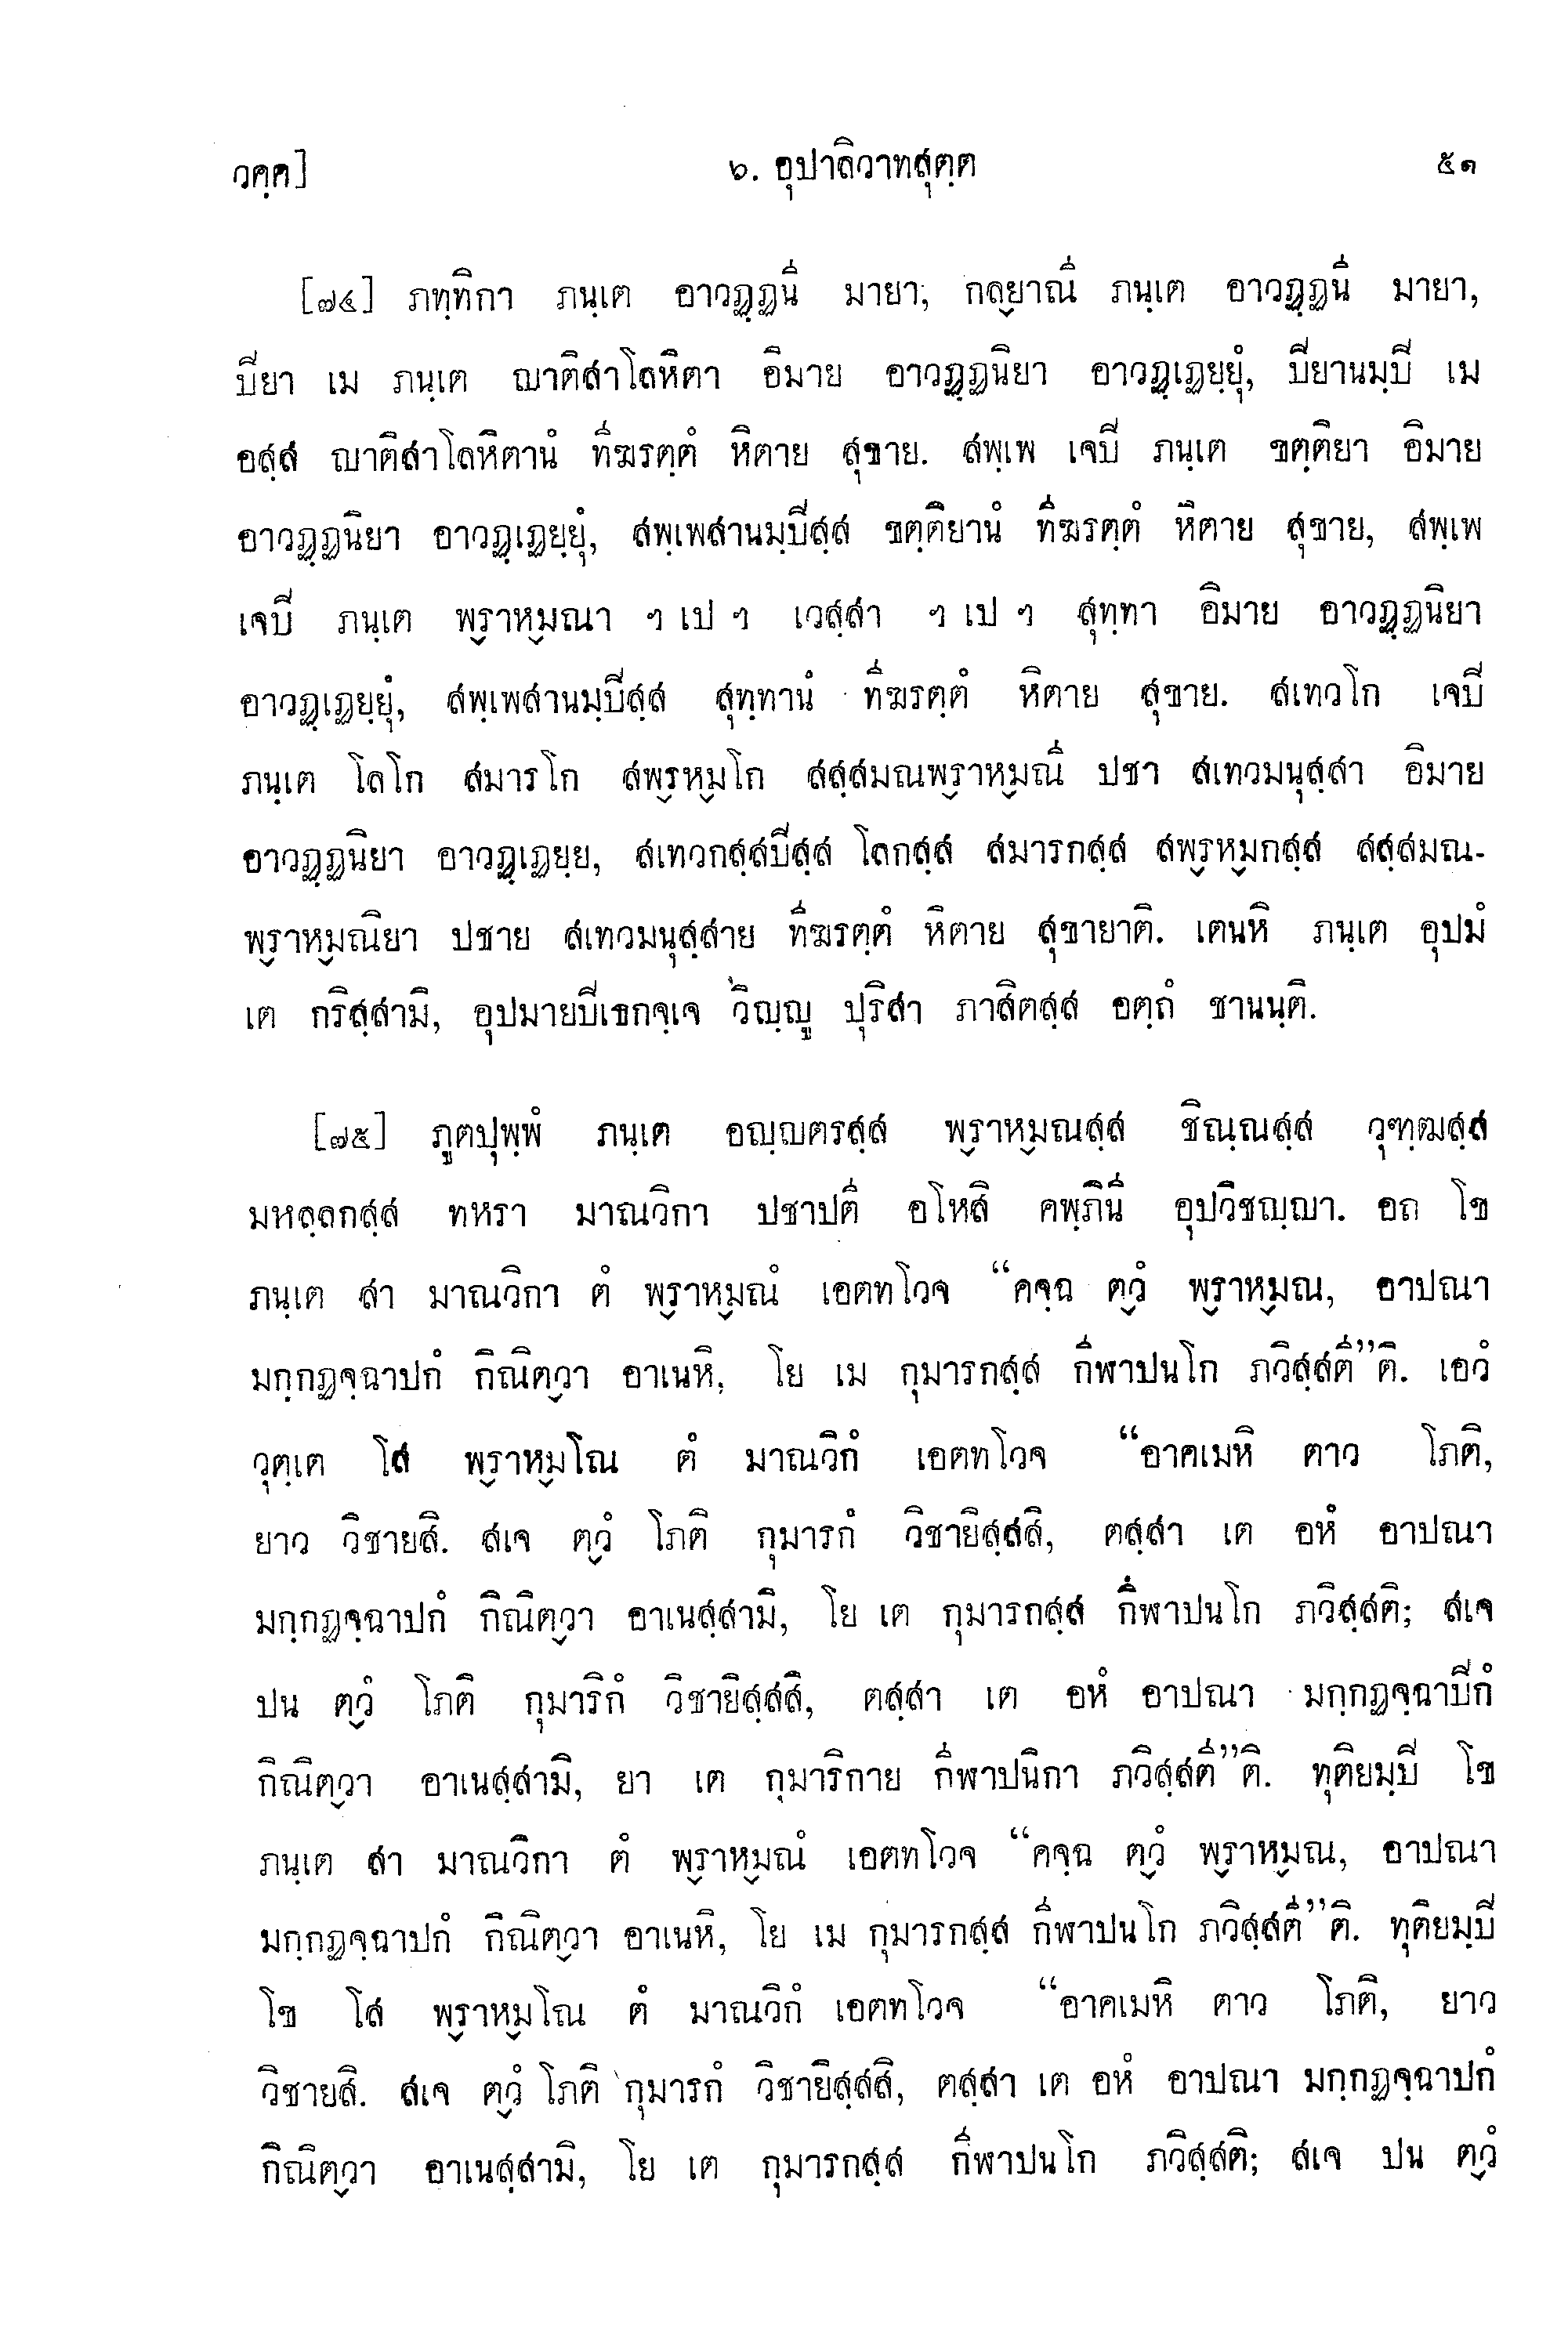 วคฺค]
๖. อุปาลิวาทสุตฺต
๕๑
[๗๔] ภทฺทิกา ภนฺเต อาวฏฺฏนี มายา; กลฺยาณี ภนฺเต อาวฏฺฏนี มายา,
ปิยา เม ภนฺเต ญาติสาโลหิตา อิมาย อาวฏฺฏนิยา อาวฏฺเฏยฺยุํ, ปิยานมฺปิ เม
อสฺส ญาติสาโลหิตานํ ทีฆรตฺตํ หิตาย สุขาย. สพฺเพ เจปิ ภนฺเต ขตฺติยา อิมาย
อาวฏฺฏนิยา อาวฏฺเฏยฺยุํ, สพฺเพสานมฺปิสฺส ขตฺติยานํ ทีฆรตฺตํ หิตาย สุขาย, สพฺเพ
เจปิ ภนฺเต พฺราหฺมณา ฯ เป ฯ เวสฺสา ฯ เป ฯ สุทฺทา อิมาย อาวฏฺฏนิยา
อาวฏฺเฏยฺยุํ, สพฺเพสานมฺปิสฺส สุทฺทานํ ทีฆรตฺตํ หิตาย สุขาย. สเทวโก เจปิ
ภนฺเต โลโก สมารโก สพฺรหฺมโก สสฺสมณพฺราหฺมณี ปชา สเทวมนุสฺสา อิมาย
อาวฏฺฏนิยา อาวฏฺเฏยฺย, สเทวกสฺสปิสฺส โลกสฺส สมารกสฺส สพฺรหฺมกสฺส สสฺสมณ-
พฺราหฺมณิยา ปชาย สเทวมนุสฺสาย ทีฆรตฺตํ หิตาย สุขายาติ. เตนหิ ภนฺเต อุปมํ
เต กริสฺสามิ, อุปมายปิเธกจฺเจ วิญฺญู ปุริสา ภาสิตสฺส อตฺถํ ชานนฺติ.
[๗๕] ภูตปุพฺพํ ภนฺเต อญฺญตรสฺส พฺราหฺมณสฺส ชิณฺณสฺส วุฑฺฒสฺส
มหลฺลกสฺส ทหรา มาณวิกา ปชาปตี อโหสิ คพฺภินี อุปวิชญฺญา. อถ โข
ภนฺเต สา มาณวิกา ตํ พฺราหฺมณํ เอตทโวจ “คจฺฉ ตฺวํ พฺราหฺมณ, อาปณา
มกฺกฏจฺฉาปกํ กิณิตฺวา อาเนหิ, โย เม กุมารกสฺส กีฬาปนโก ภวิสฺสตี”ติ. เอวํ
วุตฺเต โส พฺราหฺมโณ ตํ มาณวิกํ เอตทโวจ “อาคเมหิ ตาว โภติ,
ยาว วิชายสิ. สเจ ตฺวํ โภติ กุมารกํ วิชายิสฺสสิ, ตสฺสา เต อหํ อาปณา
มกฺกฏจฺฉาปกํ กิณิตฺวา อาเนสฺสามิ, โย เต กุมารกสฺส กีฬาปนโก ภวิสฺสติ; สเจ
ปน ตฺวํ โภติ กุมาริกํ วิชายิสฺสสิ, ตสฺสา เต อหํ อาปณา มกฺกฏจฺฉาปิกํ
กิณิตฺวา อาเนสฺสามิ, ยา เต กุมาริกาย กีฬาปนิกา ภวิสฺสตี”ติ. ทุติยมฺปิ โข
ภนฺเต สา มาณวิกา ตํ พฺราหฺมณํ เอตทโวจ “คจฺฉ ตฺวํ พฺราหฺมณ, อาปณา
มกฺกฏจฺฉาปกํ กิณิตฺวา อาเนหิ, โย เม กุมารกสฺส กีฬาปนโก ภวิสฺสตี”ติ. ทุติยมฺปิ
โข โส พฺราหฺมโณ ตํ มาณวิกํ เอตทโวจ “อาคเมหิ ตาว โภติ, ยาว
วิชายสิ. สเจ ตฺวํ โภติ กุมารกํ วิชายิสฺสสิ, ตสฺสา เต อหํ อาปณา มกฺกฏจฺฉาปกํ
กิณิตฺวา อาเนสฺสามิ, โย เต กุมารกสฺส กีฬาปนโก ภวิสฺสติ; สเจ ปน ตฺวํ